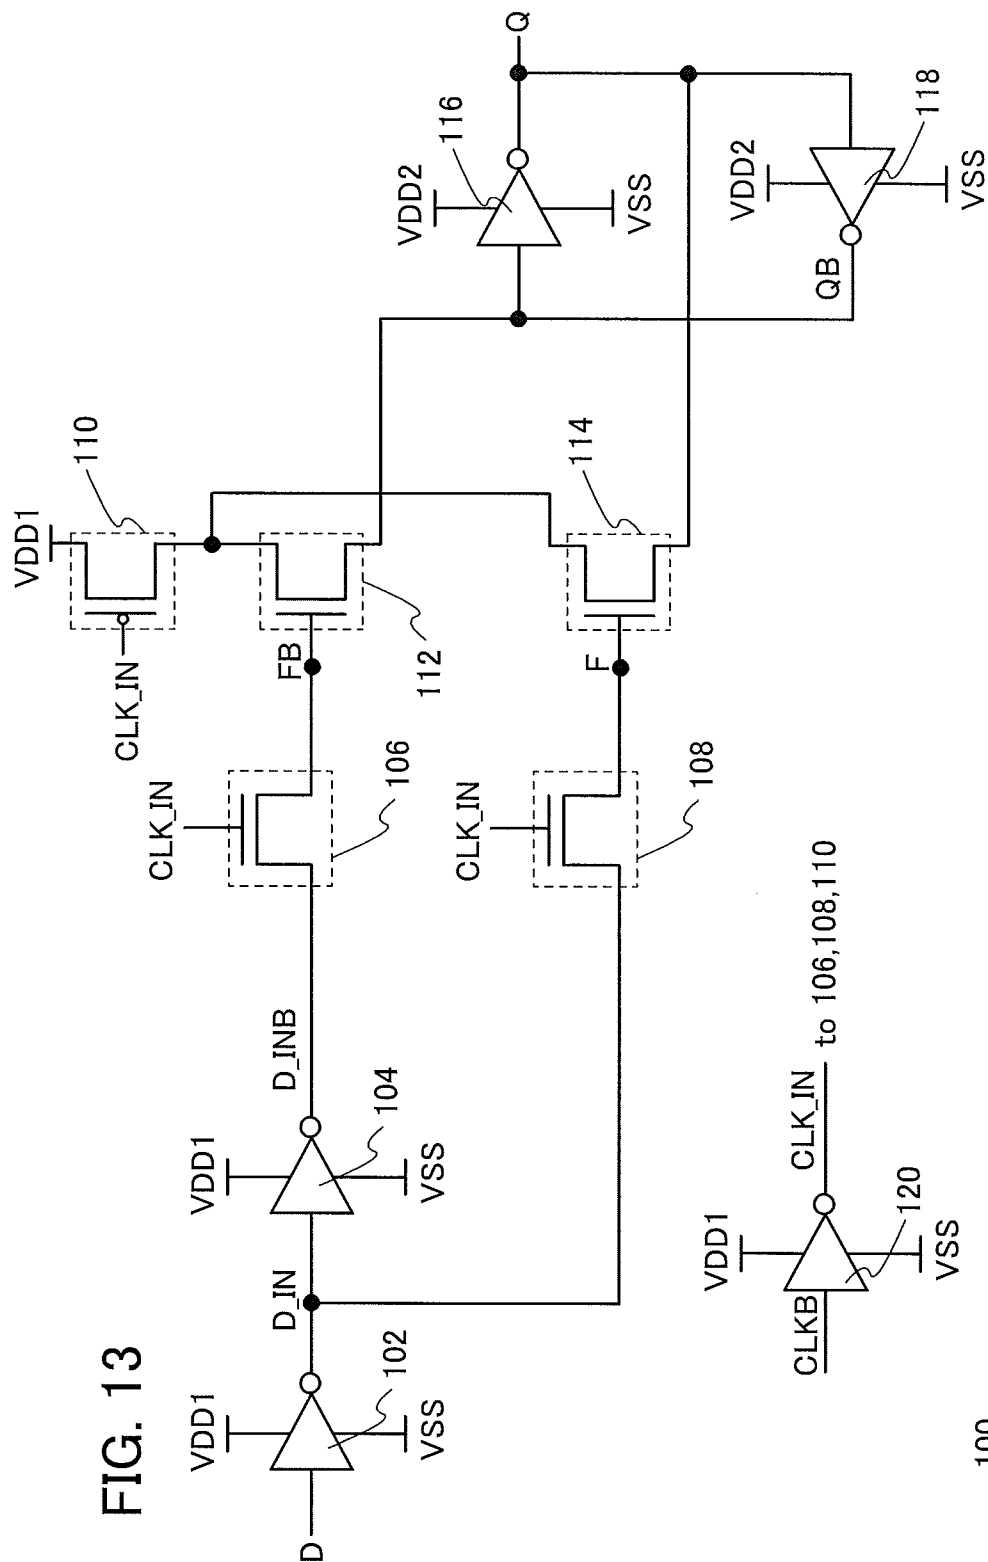 FIG. 13
VDD1
110
CLK_IN
CLK_IN
VDD1
VDD1
D_IN
D_INB
FB
106
112
D
102
104
VSS
VSS
VDD2
116
Q
CLK_IN
F
114
VSS
108
VDD1
VDD2
118
CLKB
CLK_IN
to 106,108,110
QB
120
VSS
VSS